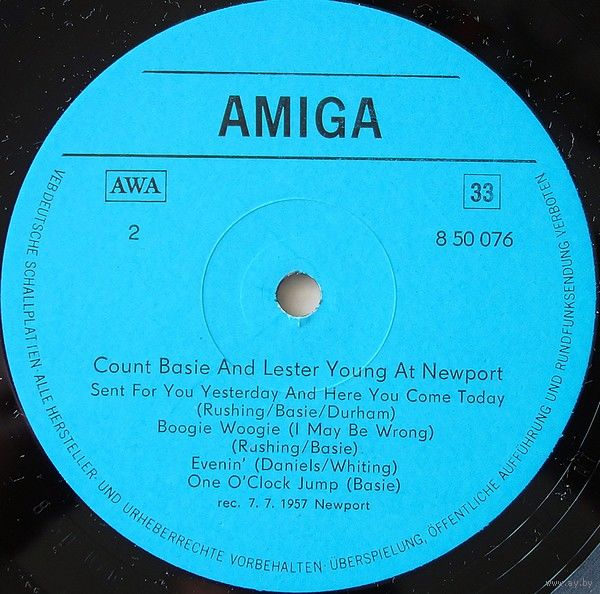 AMIGA
AWA
33
2
8 50 076
Count Basie And Lester Young At Newport
Sent For You Yesterday And Here You Come Today
(Rushing/Basie/Durham)
Boogie Woogie (I May Be Wrong)
(Rushing/Basie)
Evenin' (Daniels/Whiting)
One O'Clock Jump (Basie)
rec. 7. 7. 1957 Newport
VEB DEUTSCHE SCHALLPLATTEN · ALLE HERSTELLER- UND URHEBERRECHTE VORBEHALTEN · ÜBERSPIELUNG, ÖFFENTLICHE AUFFÜHRUNG UND RUNDFUNKSENDUNG VERBOTEN
www.ay.by